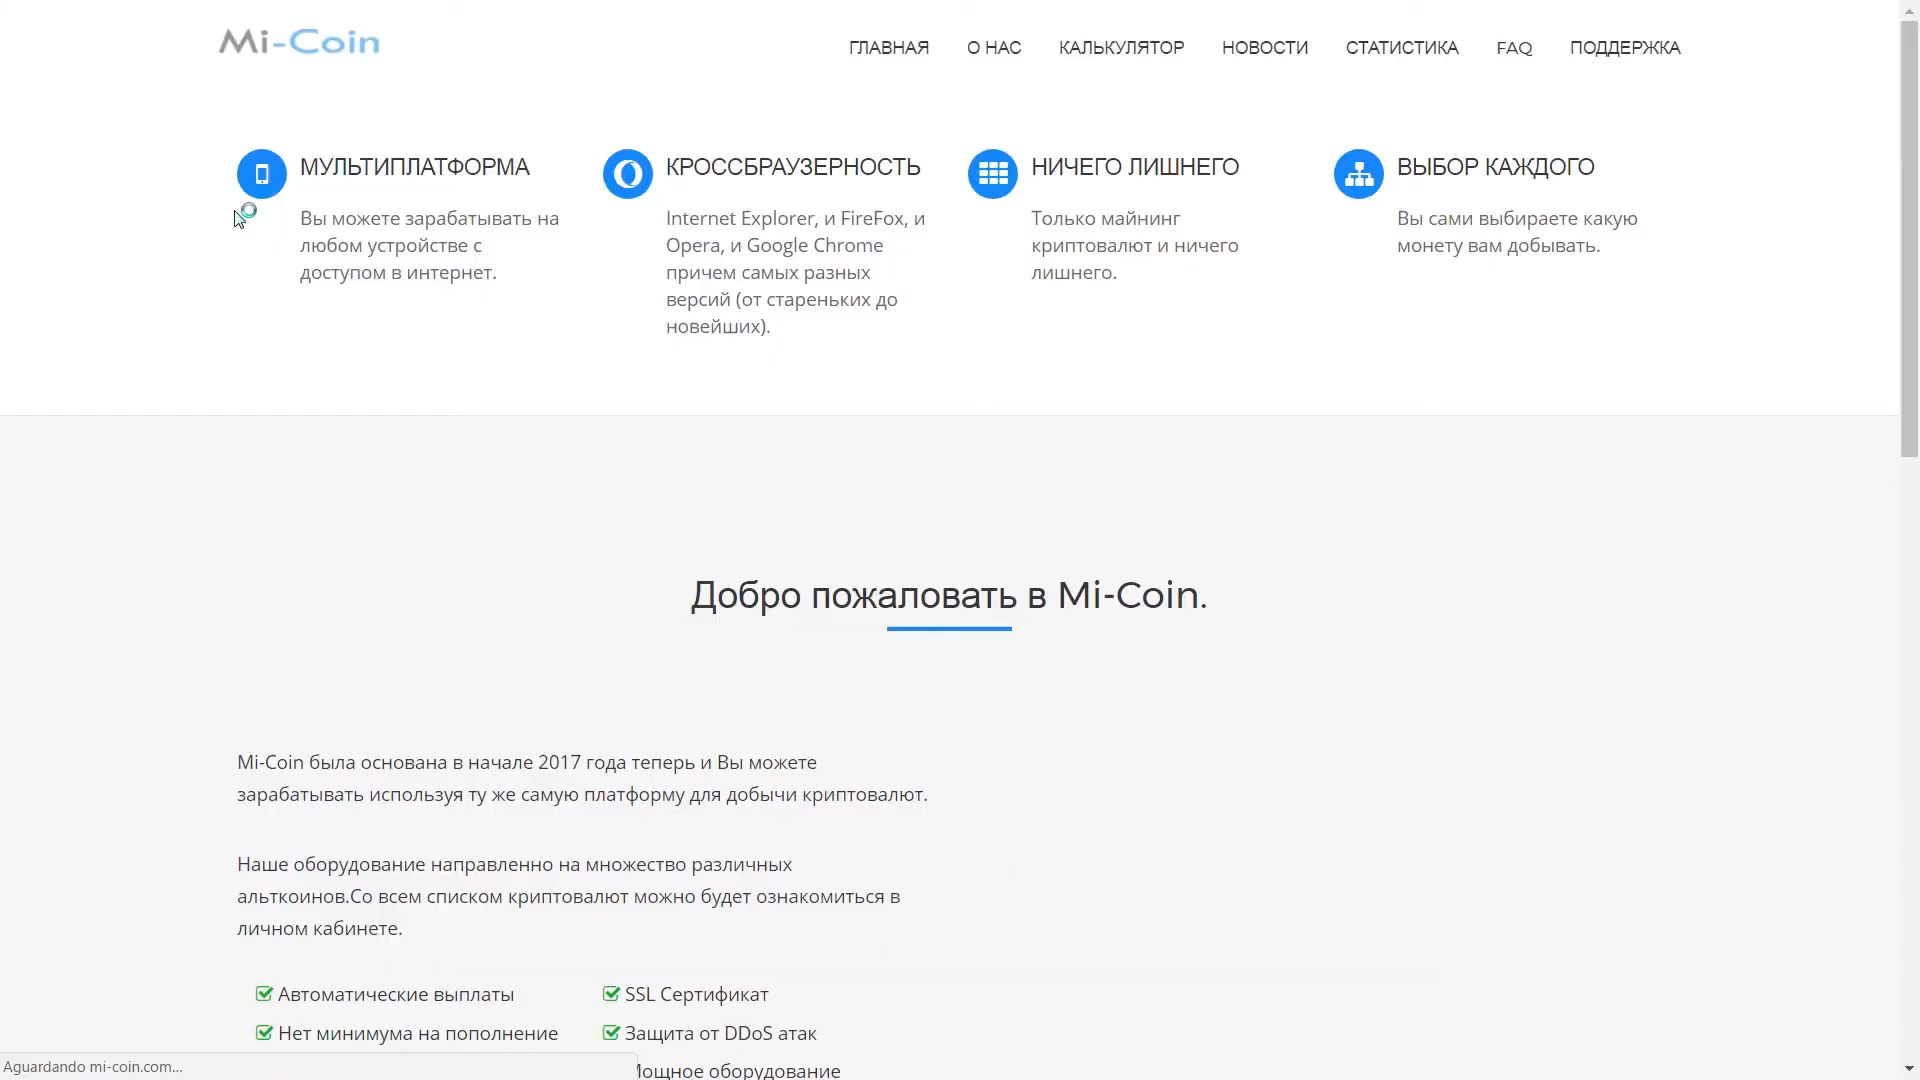 Mi-Coin
ГЛАВНАЯ О НАС КАЛЬКУЛЯТОР НОВОСТИ СТАТИСТИКА FAQ ПОДДЕРЖКА
МУЛЬТИПЛАТФОРМА
Вы можете зарабатывать на
любом устройстве с
доступом в интернет.
КРОССБРАУЗЕРНОСТЬ
Internet Explorer, и FireFox, и
Opera, и Google Chrome
причем самых разных
версий (от стареньких до
новейших).
НИЧЕГО ЛИШНЕГО
Только майнинг
криптовалют и ничего
лишнего.
ВЫБОР КАЖДОГО
Вы сами выбираете какую
монету вам добывать.
Добро пожаловать в Mi-Coin.
Mi-Coin была основана в начале 2017 года теперь и Вы можете
зарабатывать используя ту же самую платформу для добычи криптовалют.
Наше оборудование направленно на множество различных
альткоинов.Со всем списком криптовалют можно будет ознакомиться в
личном кабинете.
Автоматические выплаты
Нет минимума на пополнение
SSL Сертификат
Защита от DDoS атак
Мощное оборудование
Aguardando mi-coin.com...